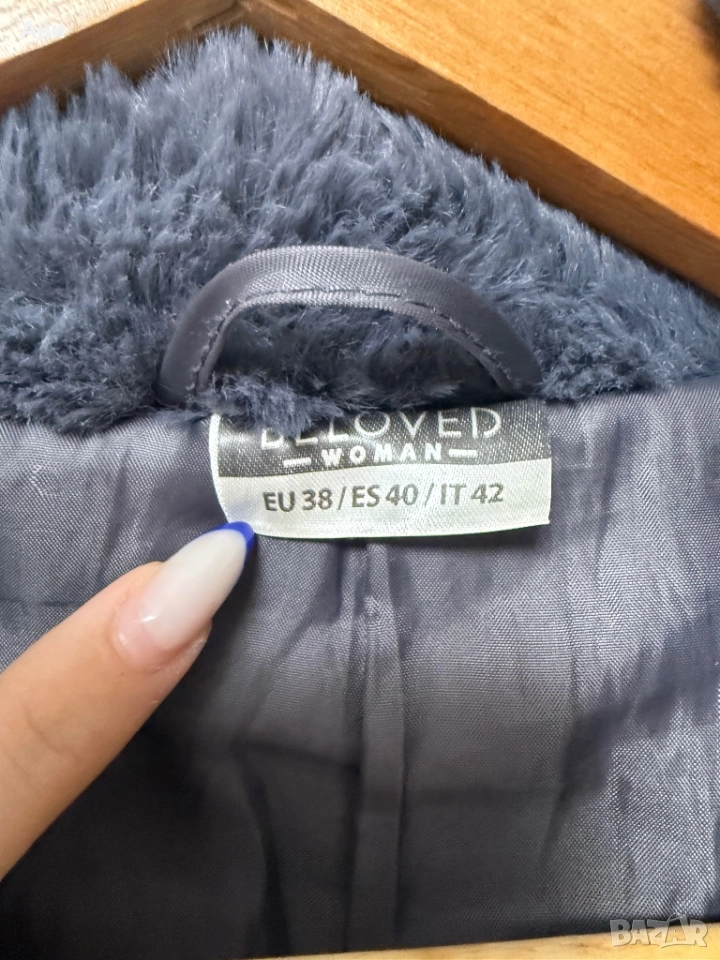 BELOVED
WOMAN
EU 38 / ES 40 / IT 42
BAZAR